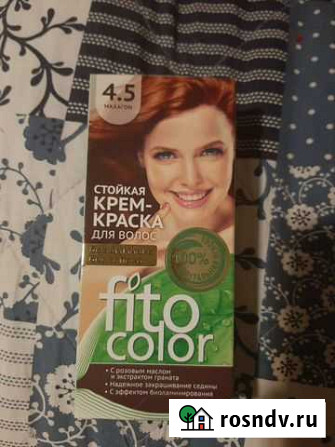 4.5
МАХАГОН
СТОЙКАЯ
КРЕМ-
КРАСКА
ДЛЯ ВОЛОС
100%
fito
color
• С розовым маслом
и экстрактом граната
• Надежное закрашивание седины
• С эффектом биоламинирования
rosndv.ru